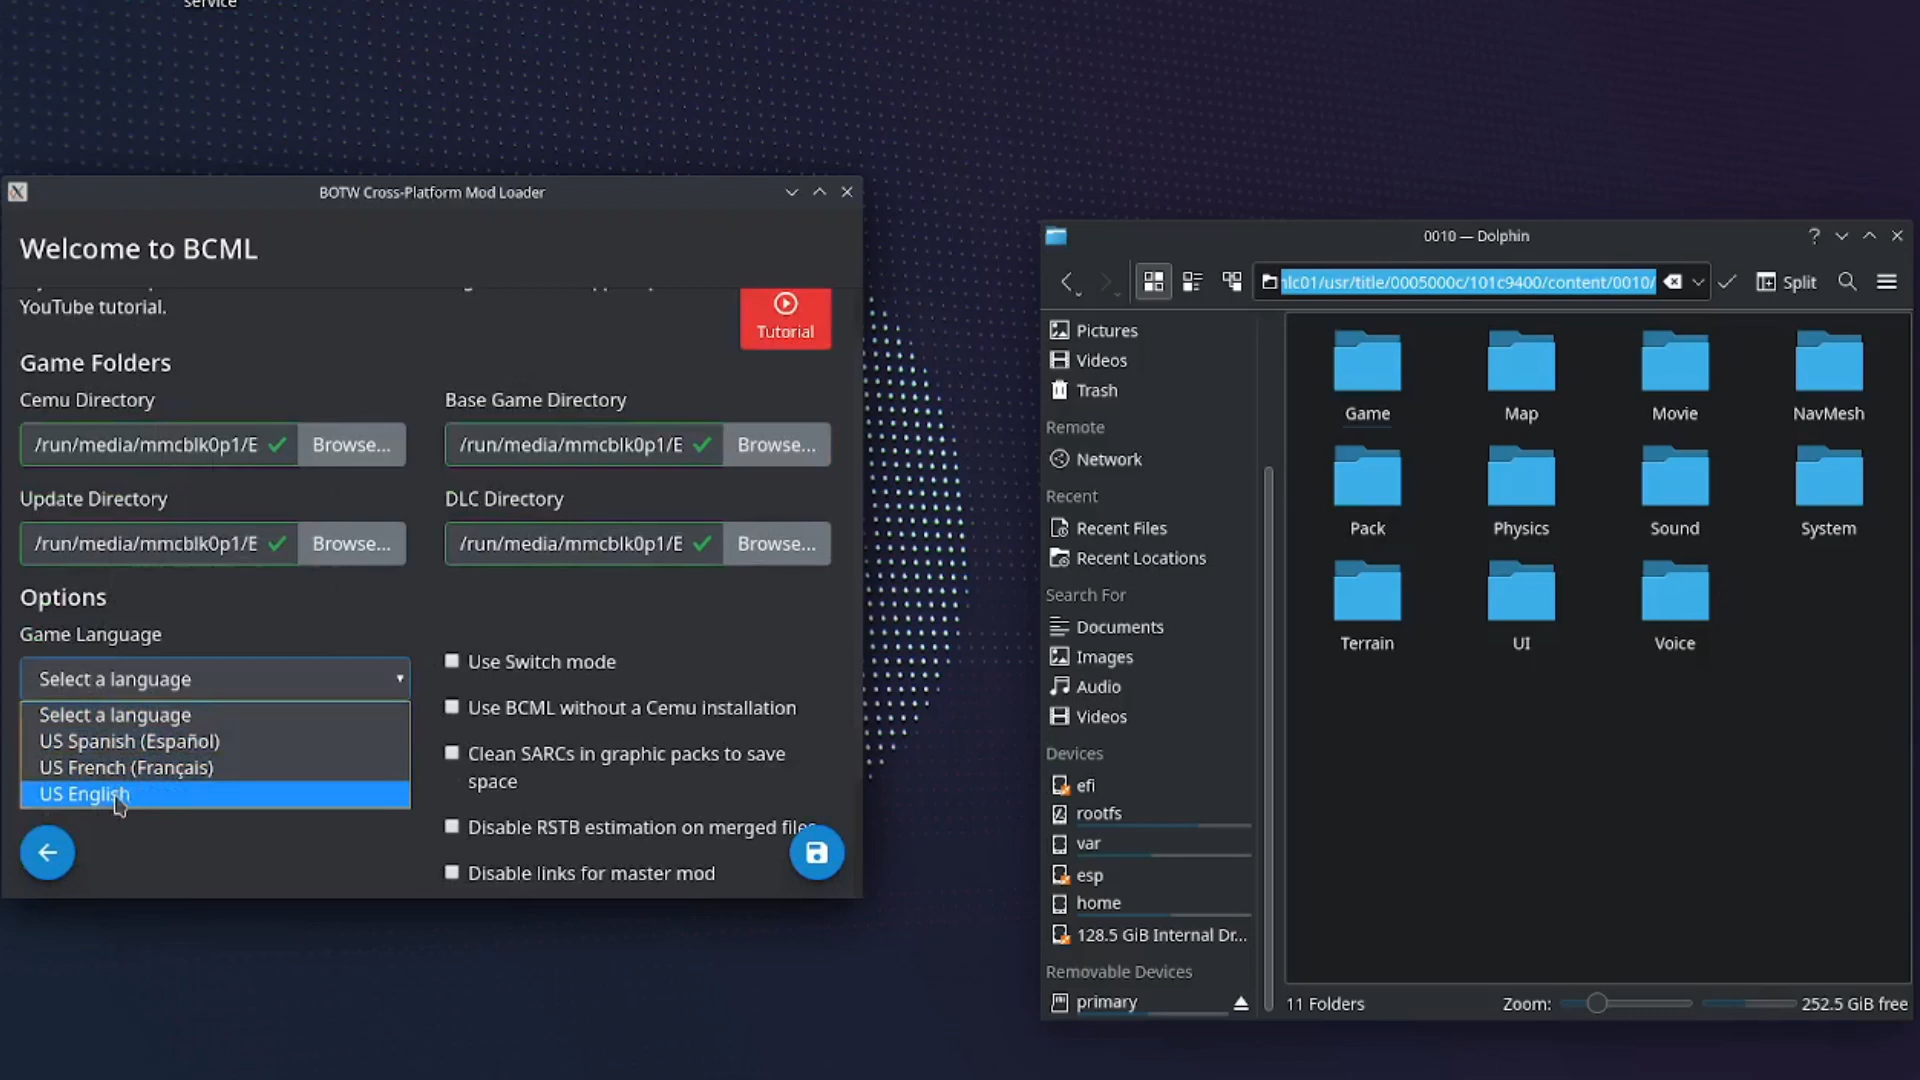 service
BOTW Cross-Platform Mod Loader
Welcome to BCML
YouTube tutorial.
Tutorial
Game Folders
Cemu Directory
Base Game Directory
/run/media/mmcblk0p1/E
Browse...
/run/media/mmcblk0p1/E
Browse...
Update Directory
DLC Directory
/run/media/mmcblk0p1/E
Browse...
/run/media/mmcblk0p1/E
Browse...
Options
Game Language
Select a language
Select a language
US Spanish (Español)
US French (Français)
US English
Use Switch mode
Use BCML without a Cemu installation
Clean SARCs in graphic packs to save
space
Disable RSTB estimation on merged files
Disable links for master mod
0010 — Dolphin
nlc01/usr/title/0005000c/101c9400/content/0010/
Split
Pictures
Videos
Trash
Remote
Network
Recent
Recent Files
Recent Locations
Search For
Documents
Images
Audio
Videos
Devices
efi
rootfs
var
esp
home
128.5 GiB Internal Dr...
Removable Devices
primary
Game
Map
Movie
NavMesh
Pack
Physics
Sound
System
Terrain
UI
Voice
11 Folders
Zoom:
252.5 GiB free